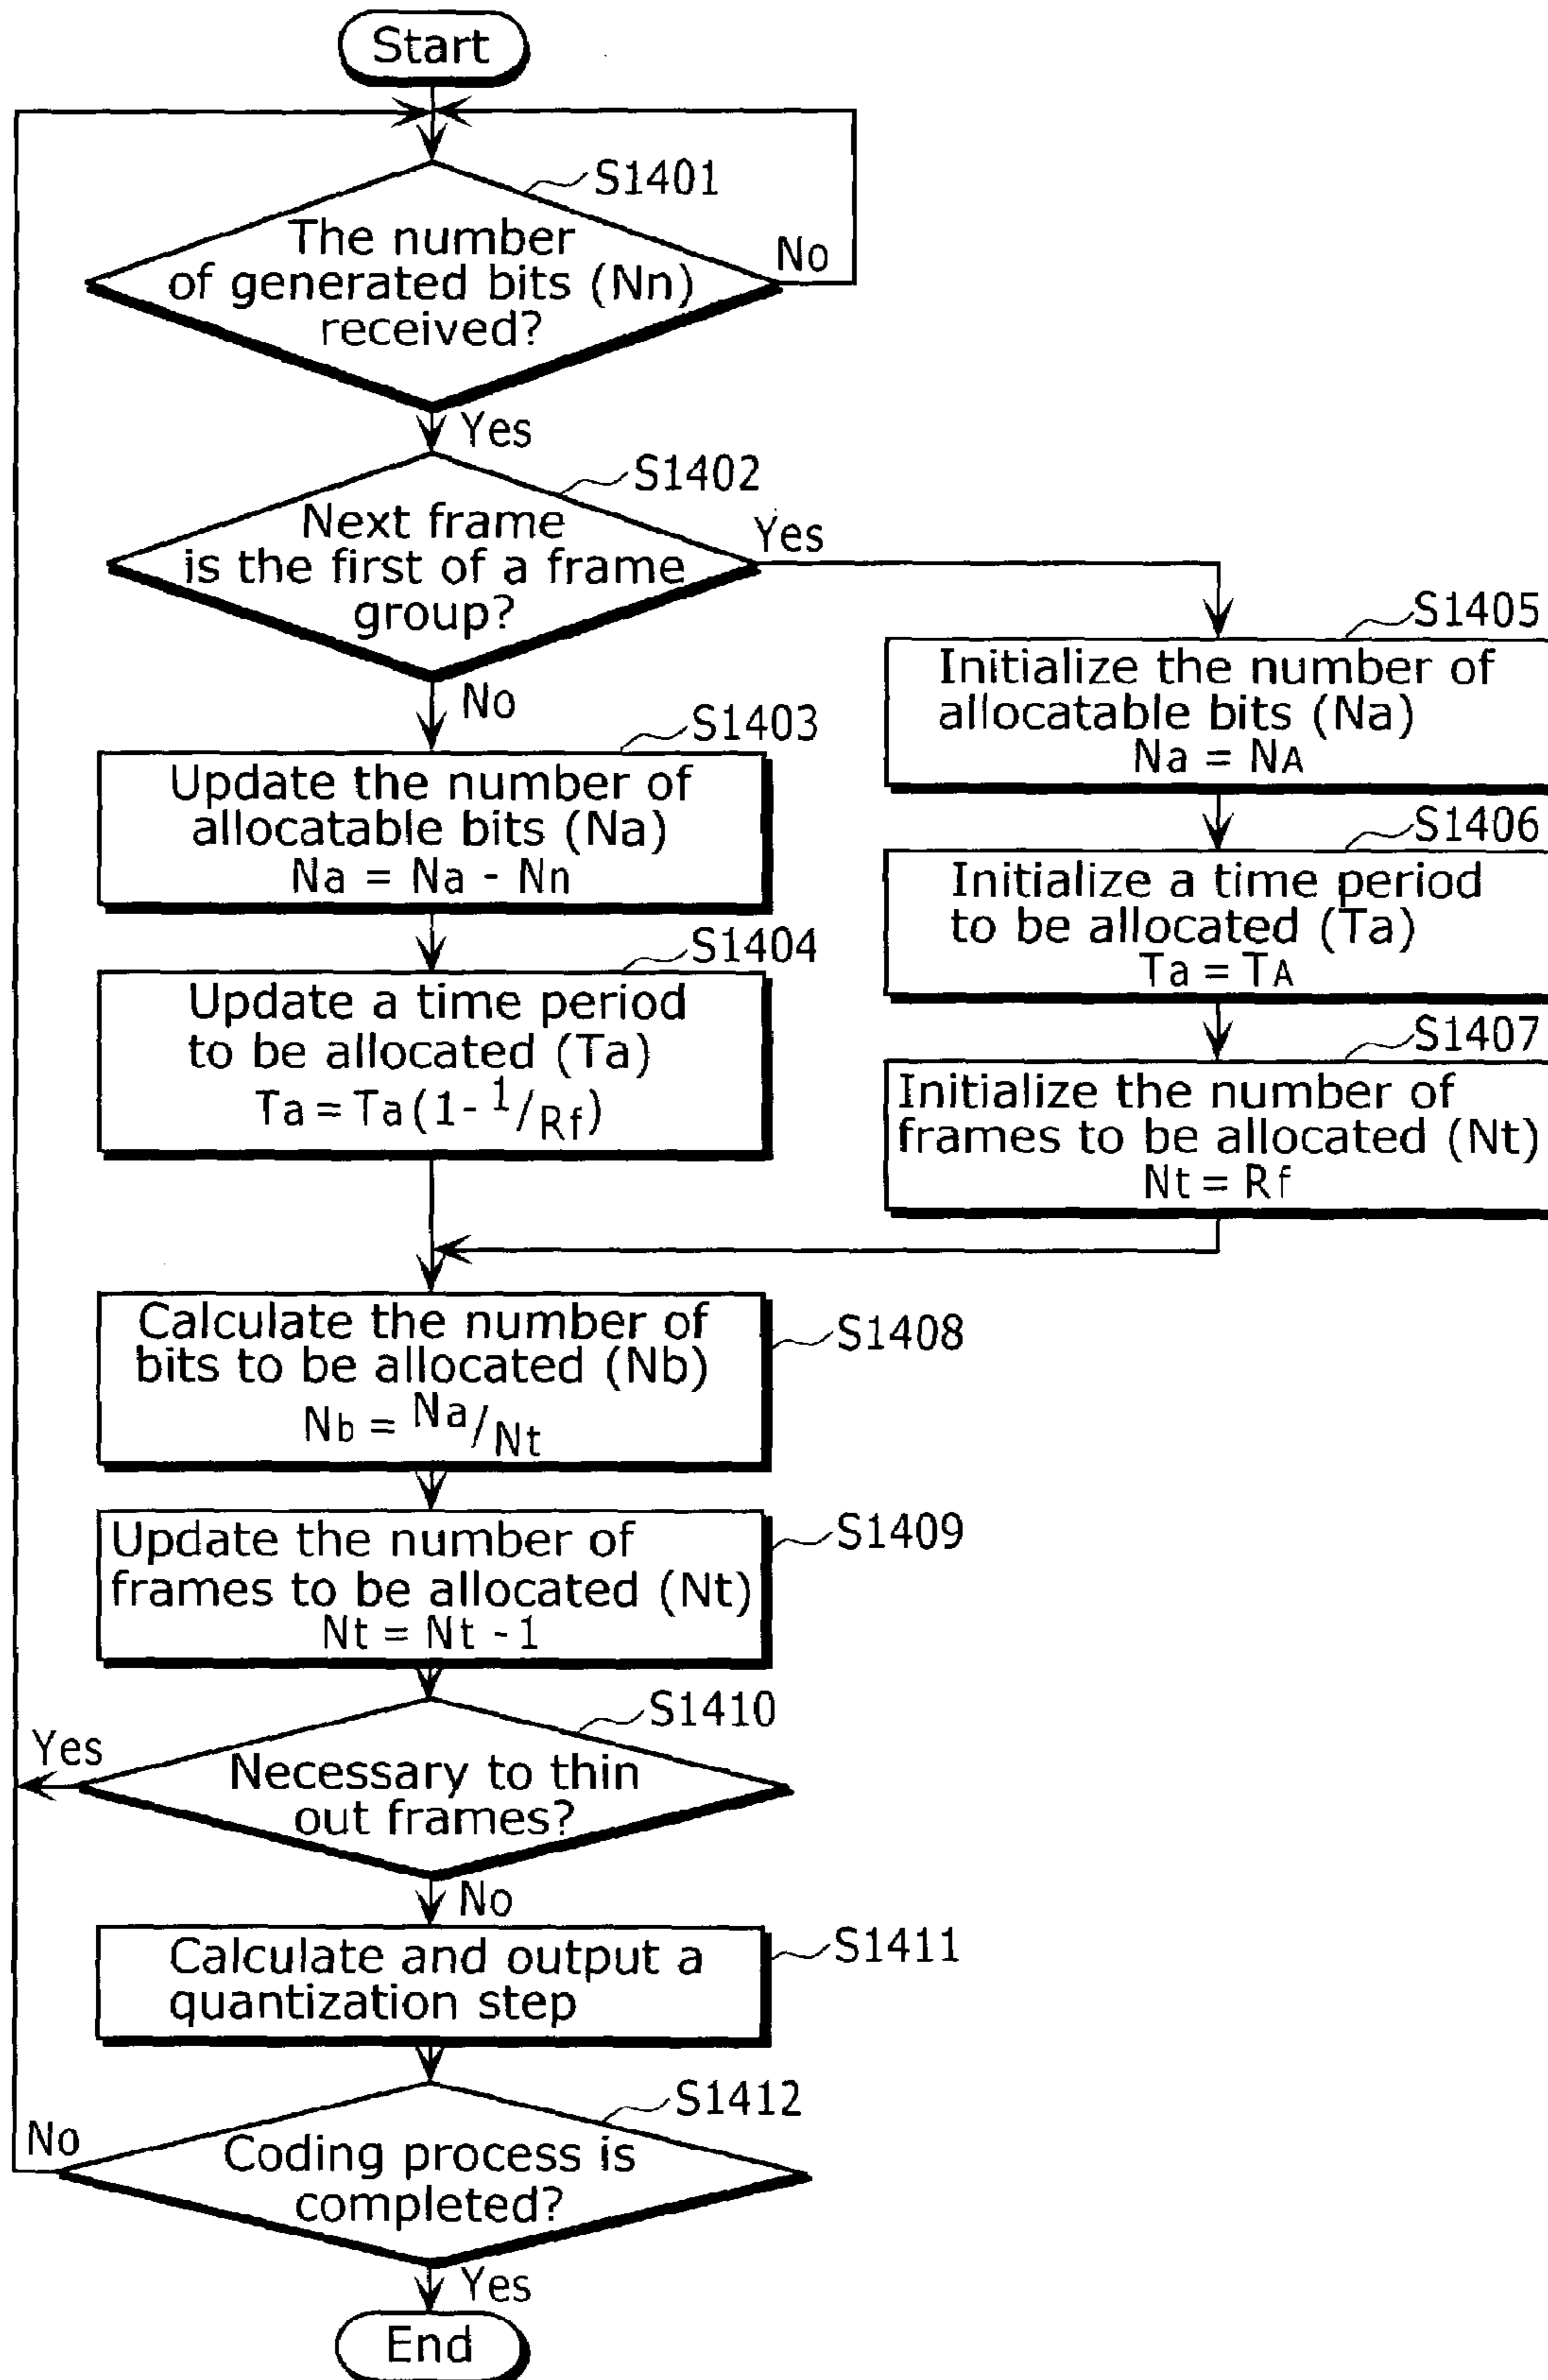 Start
S1401
The number
of generated bits (Nn)
received?
No
Yes
S1402
Next frame
is the first of a frame
group?
Yes
No
S1403
Update the number of
allocatable bits (Na)
Na = Na - Nn
S1404
Update a time period
to be allocated (Ta)
Ta = Ta (1 - 1/Rf)
S1405
Initialize the number of
allocatable bits (Na)
Na = NA
S1406
Initialize a time period
to be allocated (Ta)
Ta = TA
S1407
Initialize the number of
frames to be allocated (Nt)
Nt = Rf
Calculate the number of
bits to be allocated (Nb)
Nb = Na/Nt
S1408
Update the number of
frames to be allocated (Nt)
Nt = Nt - 1
S1409
S1410
Yes
Necessary to thin
out frames?
No
Calculate and output a
quantization step
S1411
S1412
No
Coding process is
completed?
Yes
End